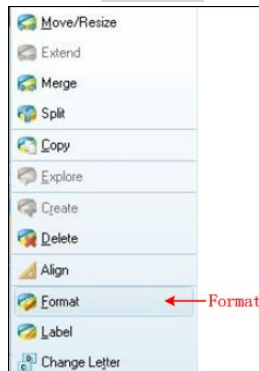 Move/Resize
Extend
Merge
Split
Copy
Explore
Create
Delete
Align
Format Format
Label
Change Letter